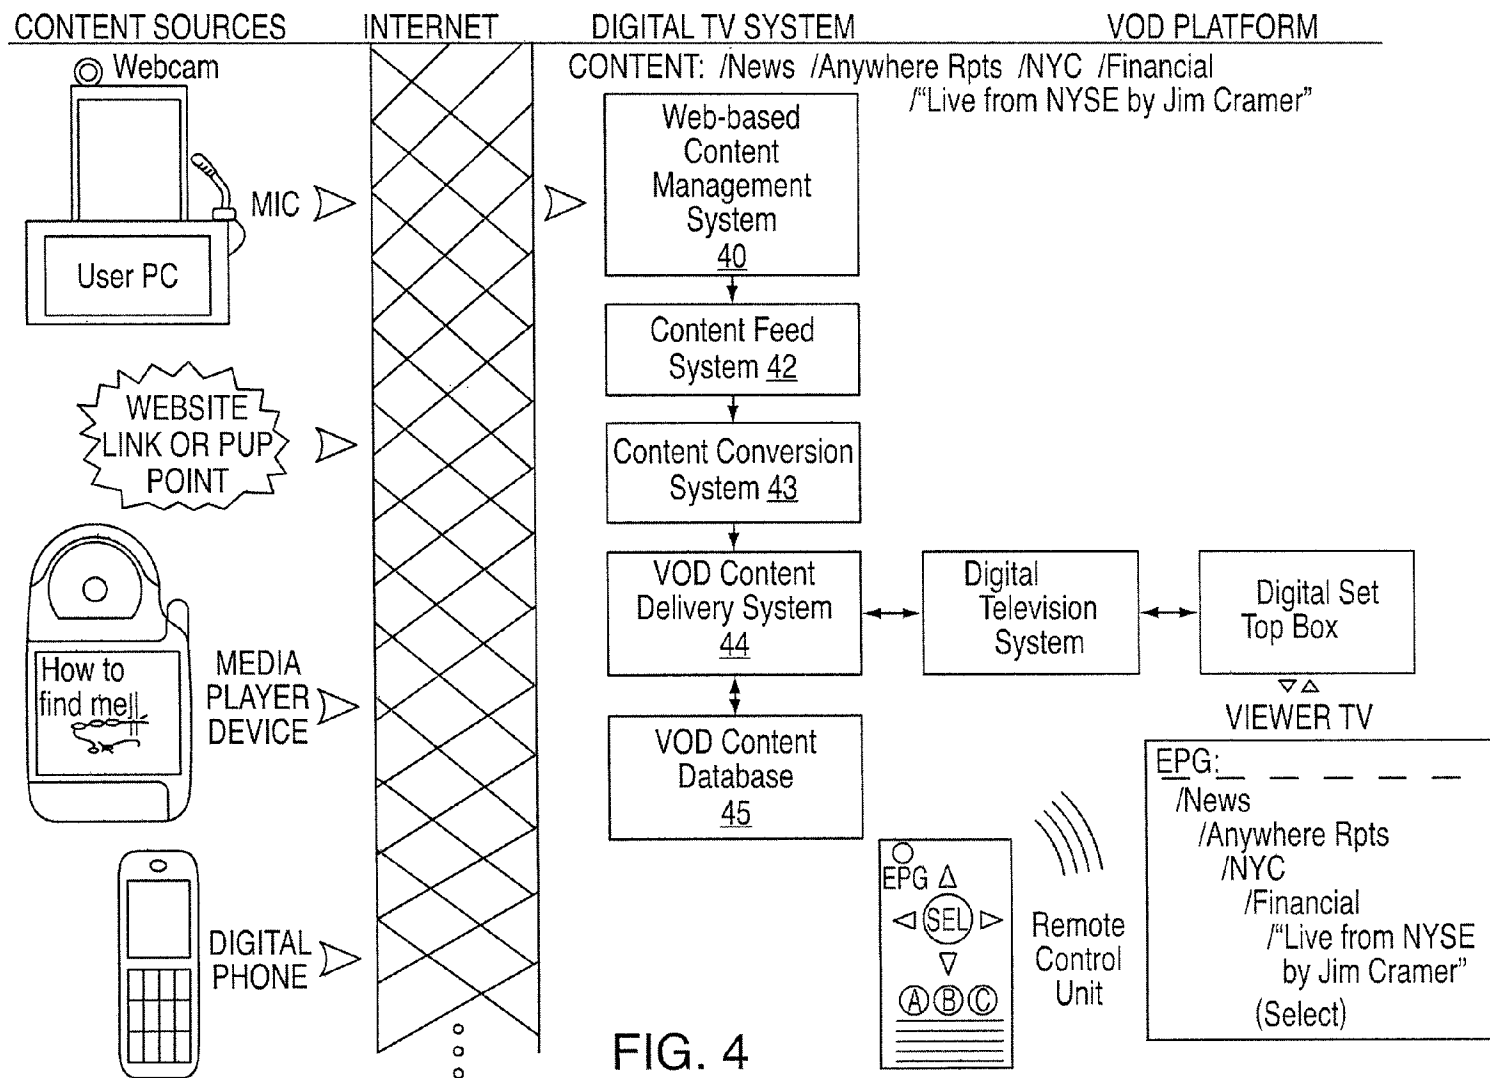 CONTENT SOURCES
INTERNET
DIGITAL TV SYSTEM
VOD PLATFORM
CONTENT: /News /Anywhere Rpts /NYC /Financial
/"Live from NYSE by Jim Cramer"
Webcam
MIC
User PC
WEBSITE
LINK OR PUP
POINT
How to
find me
MEDIA
PLAYER
DEVICE
DIGITAL
PHONE
Web-based
Content
Management
System
40
Content Feed
System 42
Content Conversion
System 43
VOD Content
Delivery System
44
VOD Content
Database
45
Digital
Television
System
Digital Set
Top Box
VIEWER TV
EPG:
/News
/Anywhere Rpts
/NYC
/Financial
/"Live from NYSE
by Jim Cramer"
(Select)
EPG
SEL
A B C
Remote
Control
Unit
FIG. 4